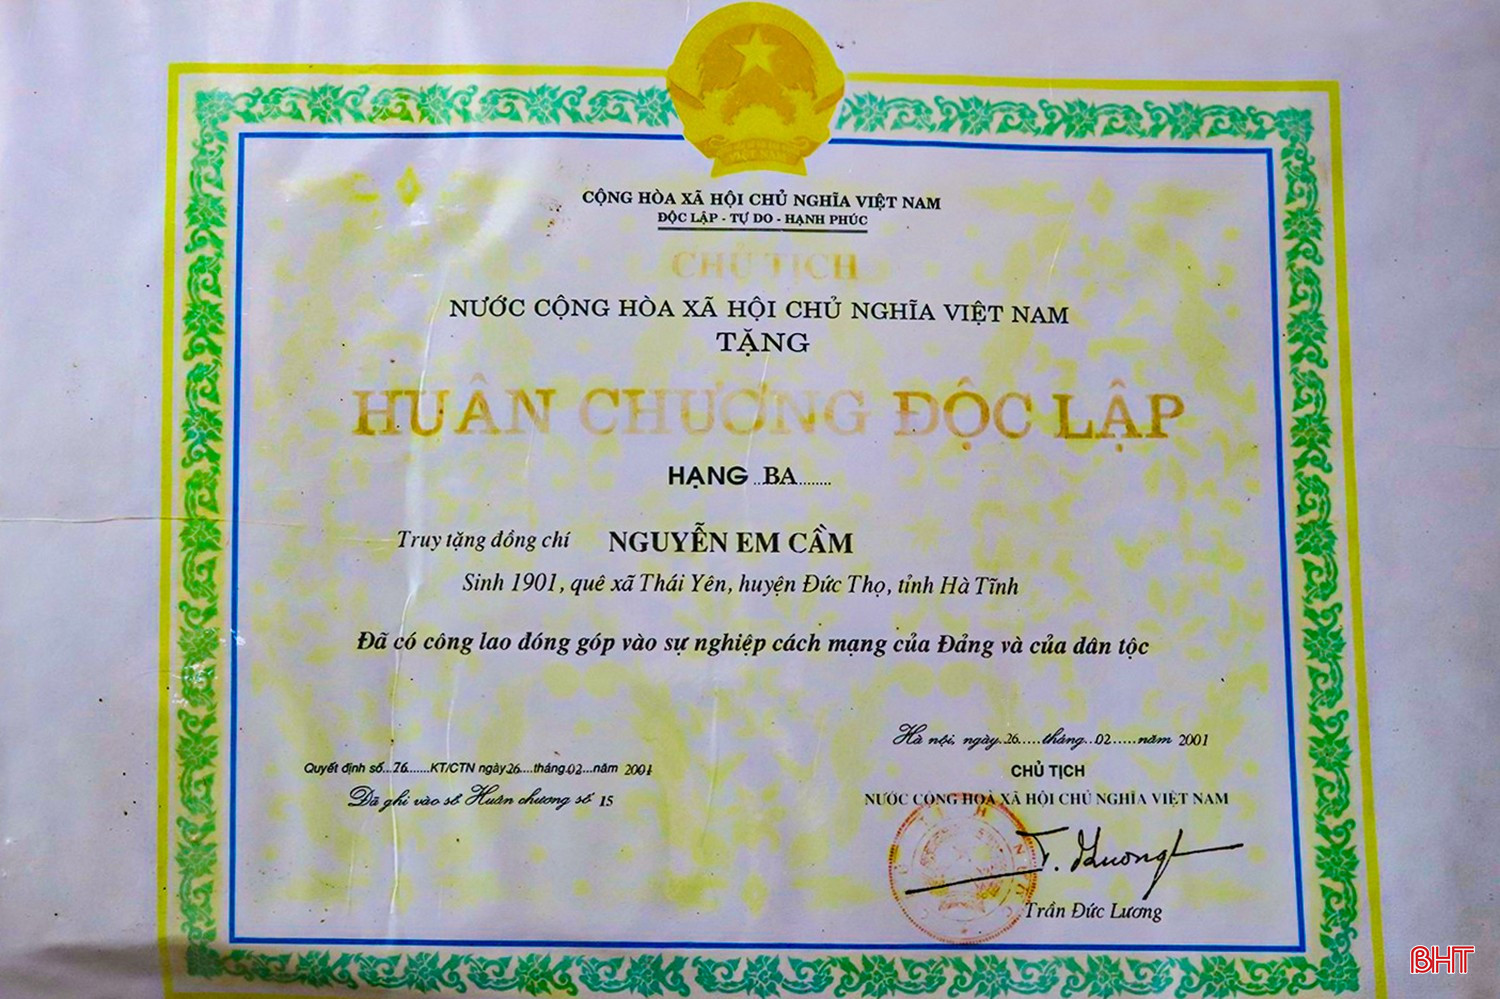 CỘNG HÒA XÃ HỘI CHỦ NGHĨA VIỆT NAM
ĐỘC LẬP - TỰ DO - HẠNH PHÚC
CHỦ TỊCH
NƯỚC CỘNG HÒA XÃ HỘI CHỦ NGHĨA VIỆT NAM
TẶNG
HUÂN CHƯƠNG ĐỘC LẬP
HẠNG ..BA........
Truy tặng đồng chí NGUYỄN EM CẦM
Sinh 1901, quê xã Thái Yên, huyện Đức Thọ, tỉnh Hà Tĩnh
Đã có công lao đóng góp vào sự nghiệp cách mạng của Đảng và của dân tộc
Hà nội, ngày..26.....tháng..02.....năm 2001
Quyết định số...76.......KT/CTN ngày.26....tháng.02...năm 2001
Đã ghi vào sổ Huân chương số 15
CHỦ TỊCH
NƯỚC CỘNG HOÀ XÃ HỘI CHỦ NGHĨA VIỆT NAM
Trần Đức Lương
BHT